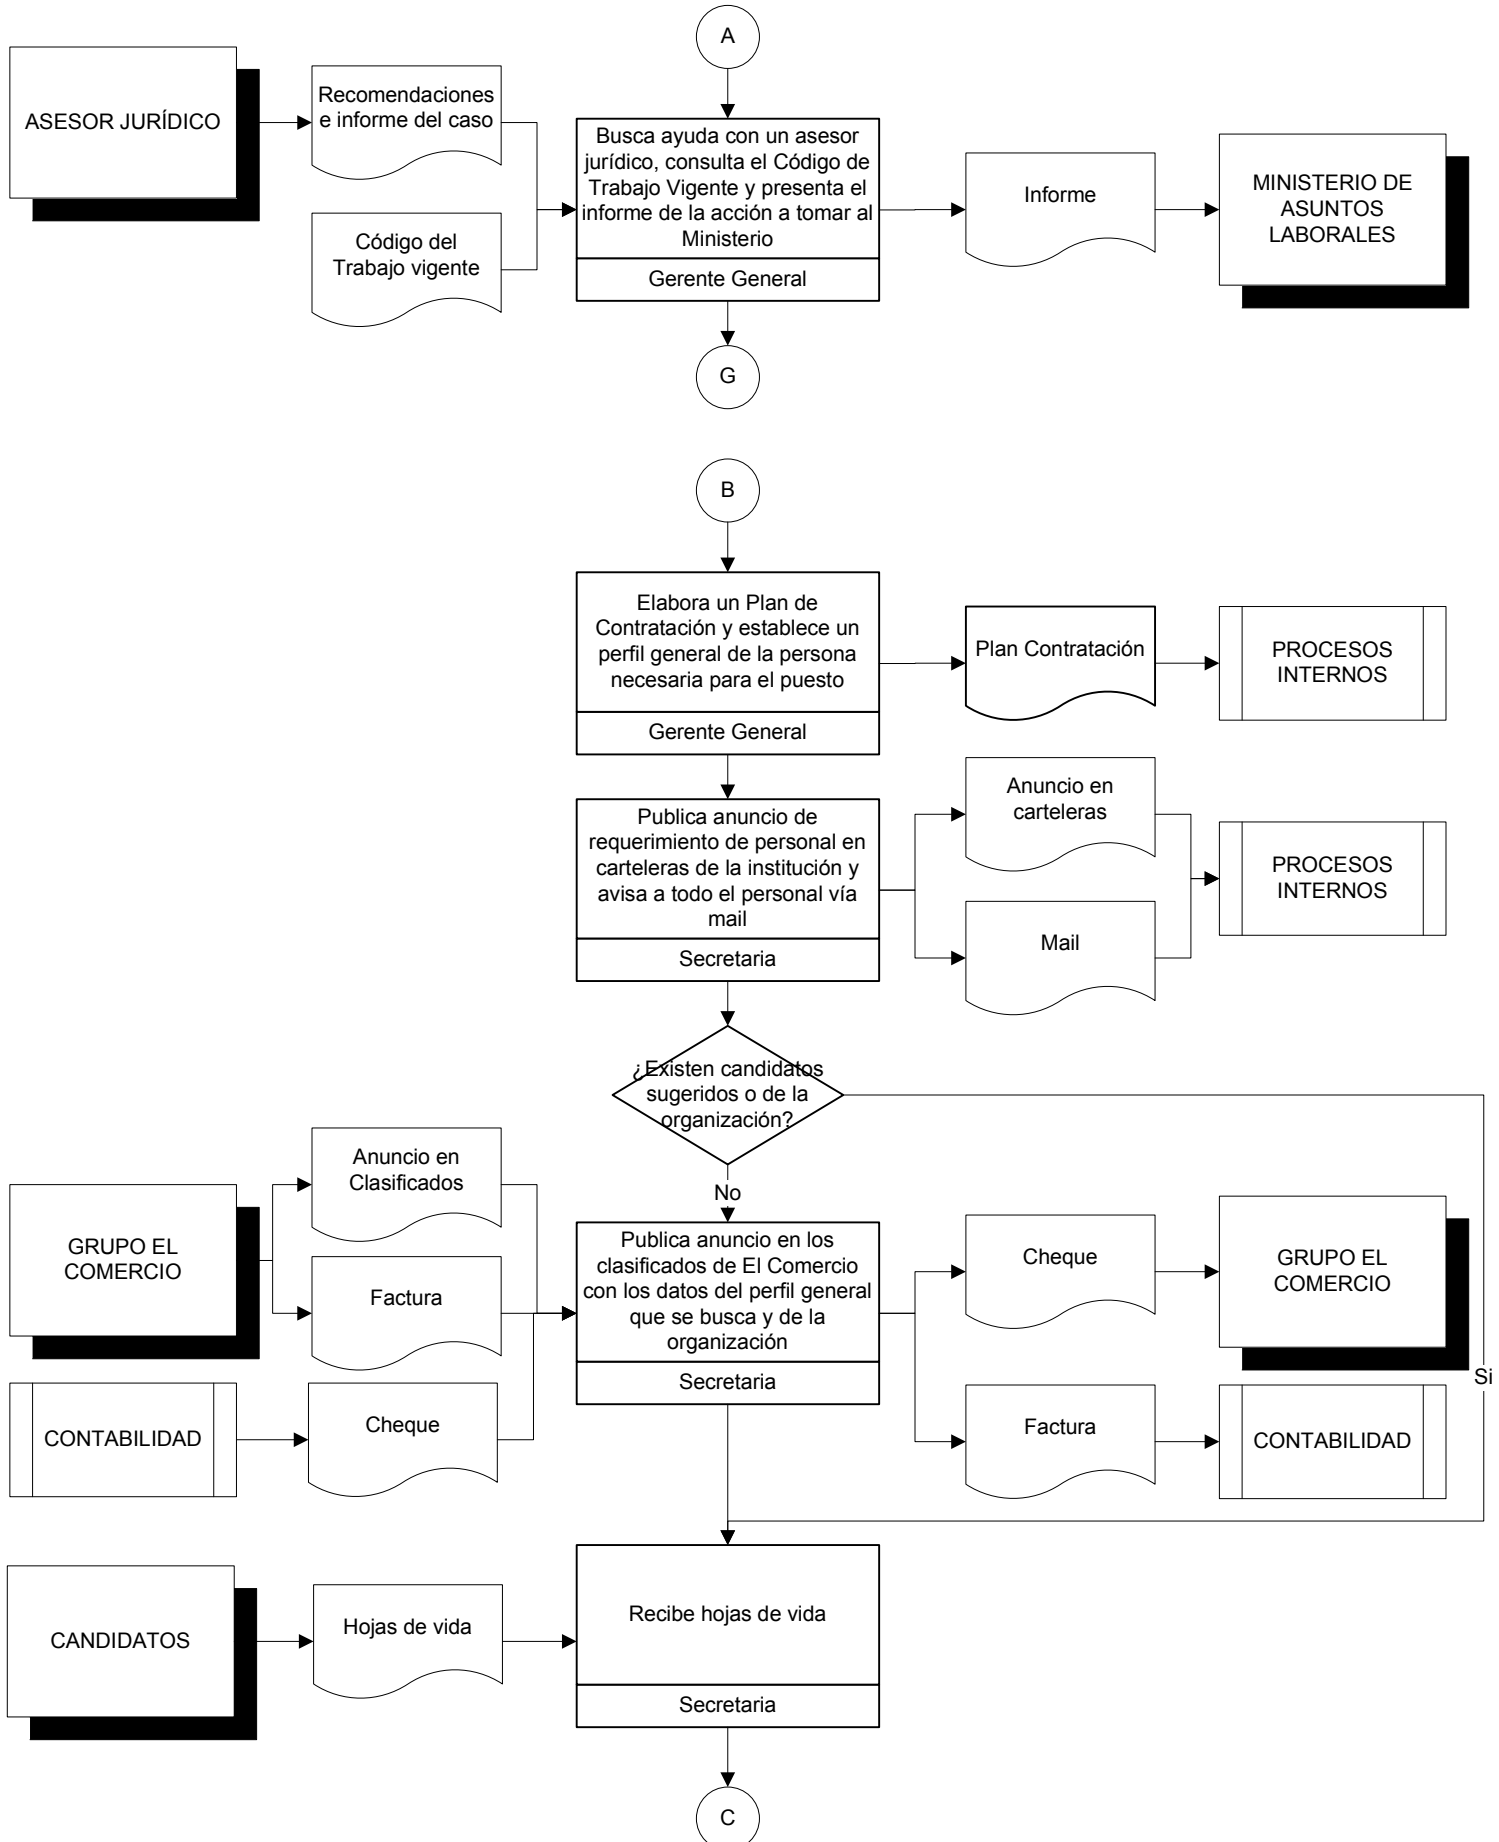 A
ASESOR JURÍDICO
Recomendaciones
e informe del caso
Código del
Trabajo vigente
Busca ayuda con un asesor
jurídico, consulta el Código de
Trabajo Vigente y presenta el
informe de la acción a tomar al
Ministerio
Gerente General
Informe
MINISTERIO DE
ASUNTOS
LABORALES
G
B
Elabora un Plan de
Contratación y establece un
perfil general de la persona
necesaria para el puesto
Gerente General
Plan Contratación
PROCESOS
INTERNOS
Publica anuncio de
requerimiento de personal en
carteleras de la institución y
avisa a todo el personal vía
mail
Secretaria
Anuncio en
carteleras
Mail
PROCESOS
INTERNOS
¿Existen candidatos
sugeridos o de la
organización?
No
Si
GRUPO EL
COMERCIO
Anuncio en
Clasificados
Factura
CONTABILIDAD
Cheque
Publica anuncio en los
clasificados de El Comercio
con los datos del perfil general
que se busca y de la
organización
Secretaria
Cheque
GRUPO EL
COMERCIO
Factura
CONTABILIDAD
CANDIDATOS
Hojas de vida
Recibe hojas de vida
Secretaria
C